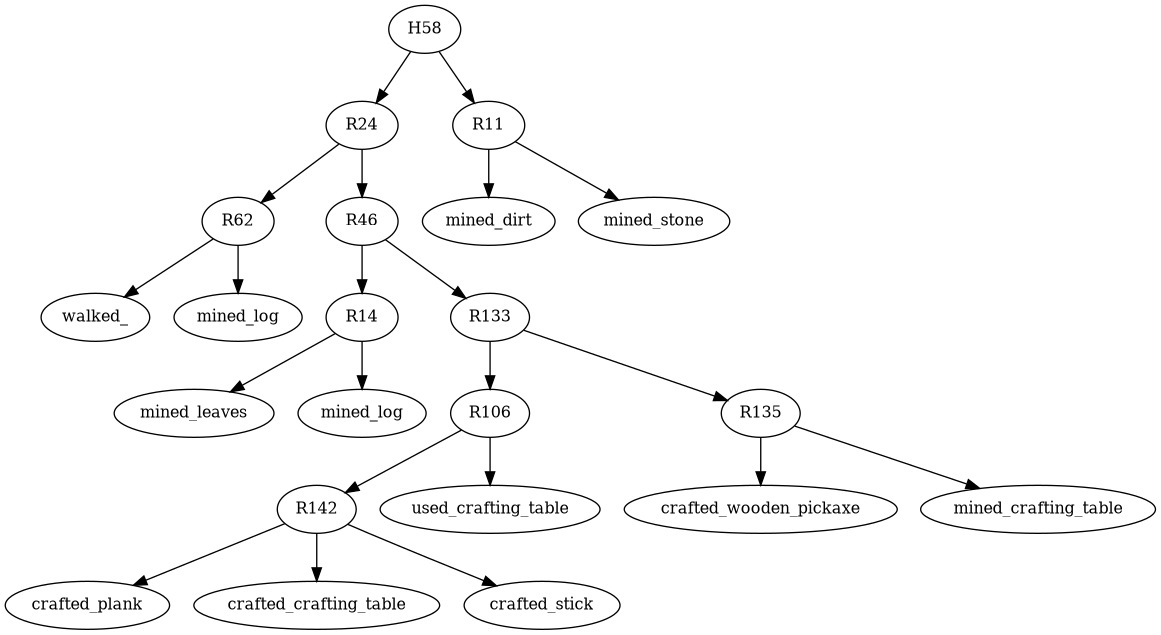 H58
R24
R11
R62
R46
mined_dirt
mined_stone
walked_
mined_log
R14
R133
mined_leaves
mined_log
R106
R135
R142
used_crafting_table
crafted_wooden_pickaxe
mined_crafting_table
crafted_plank
crafted_crafting_table
crafted_stick